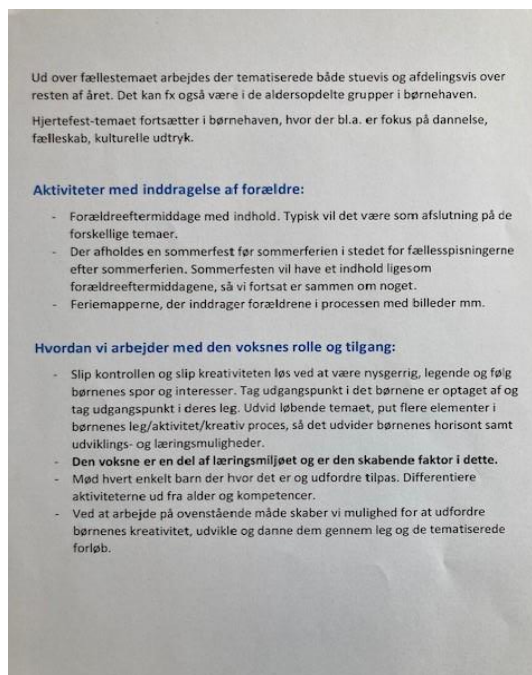 Ud over fællestemaet arbejdes der tematiserede både stuevis og afdelingsvis over
resten af året. Det kan fx også være i de aldersopdelte grupper i børnehaven.
Hjertefest-temaet fortsætter i børnehaven, hvor der bl.a. er fokus på dannelse,
fælleskab, kulturelle udtryk.
Aktiviteter med inddragelse af forældre:
- Forældreeftermiddage med indhold. Typisk vil det være som afslutning på de
forskellige temaer.
- Der afholdes en sommerfest før sommerferien i stedet for fællesspisningerne
efter sommerferien. Sommerfesten vil have et indhold ligesom
forældreeftermiddagene, så vi fortsat er sammen om noget.
- Feriemapperne, der inddrager forældrene i processen med billeder mm.
Hvordan vi arbejder med den voksnes rolle og tilgang:
- Slip kontrollen og slip kreativiteten løs ved at være nysgerrig, legende og følg
børnenes spor og interesser. Tag udgangspunkt i det børnene er optaget af og
tag udgangspunkt i deres leg. Udvid løbende temaet, put flere elementer i
børnenes leg/aktivitet/kreativ proces, så det udvider børnenes horisont samt
udviklings- og læringsmuligheder.
- Den voksne er en del af læringsmiljøet og er den skabende faktor i dette.
- Mød hvert enkelt barn der hvor det er og udfordre tilpas. Differentiere
aktiviteterne ud fra alder og kompetencer.
- Ved at arbejde på ovenstående måde skaber vi mulighed for at udfordre
børnenes kreativitet, udvikle og danne dem gennem leg og de tematiserede
forløb.